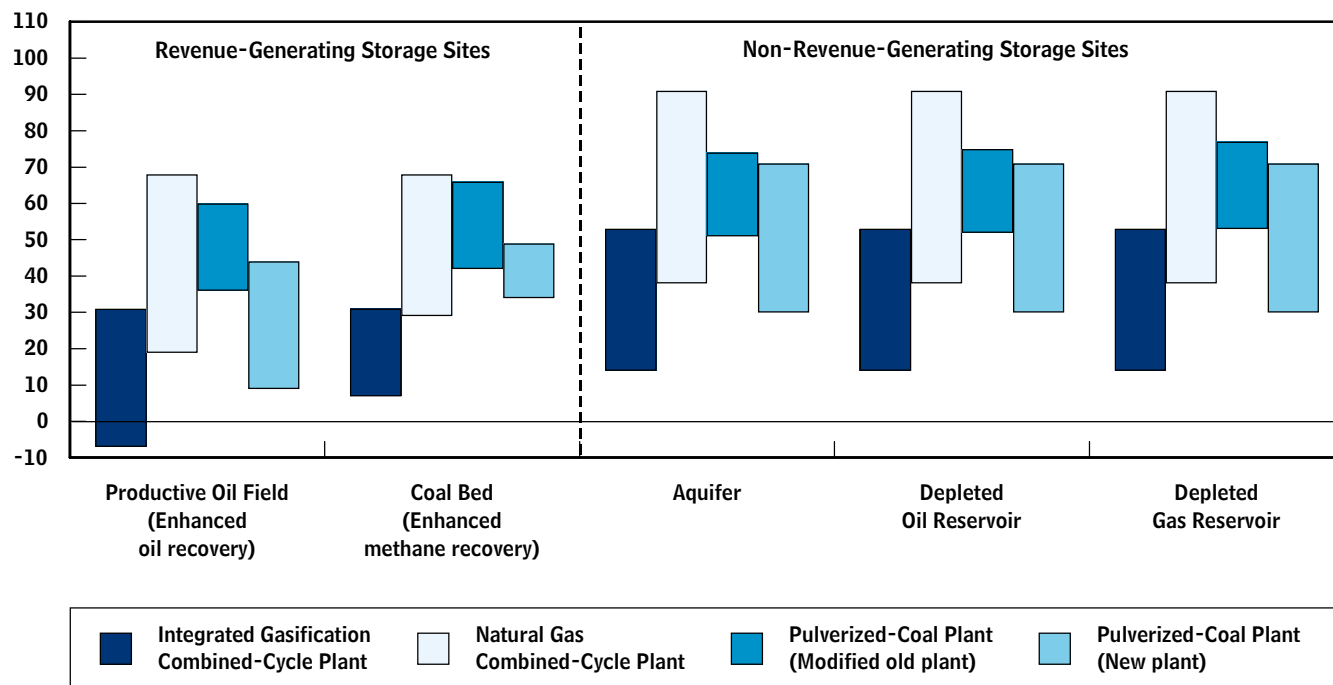 110
100
90
80
70
60
50
40
30
20
10
0
-10
Revenue-Generating Storage Sites
Non-Revenue-Generating Storage Sites
Productive Oil Field
(Enhanced
oil recovery)
Coal Bed
(Enhanced
methane recovery)
Aquifer
Depleted
Oil Reservoir
Depleted
Gas Reservoir
Integrated Gasification
Combined-Cycle Plant
Natural Gas
Combined-Cycle Plant
Pulverized-Coal Plant
(Modified old plant)
Pulverized-Coal Plant
(New plant)